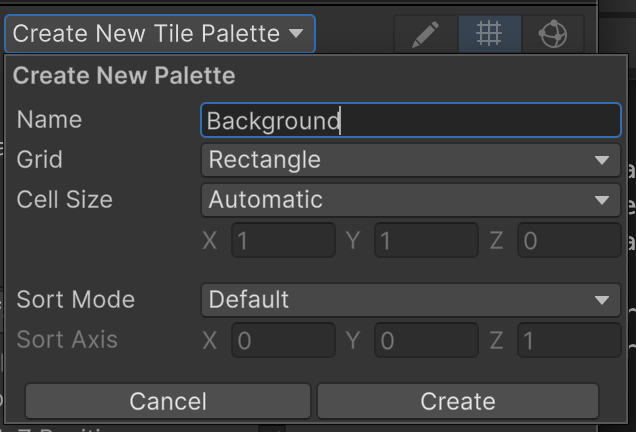 Create New Tile Palette
Create New Palette
Name Background
Grid Rectangle
Cell Size Automatic
X 1 Y 1 Z 0
Sort Mode Default
Sort Axis X 0 Y 0 Z 1
Cancel Create